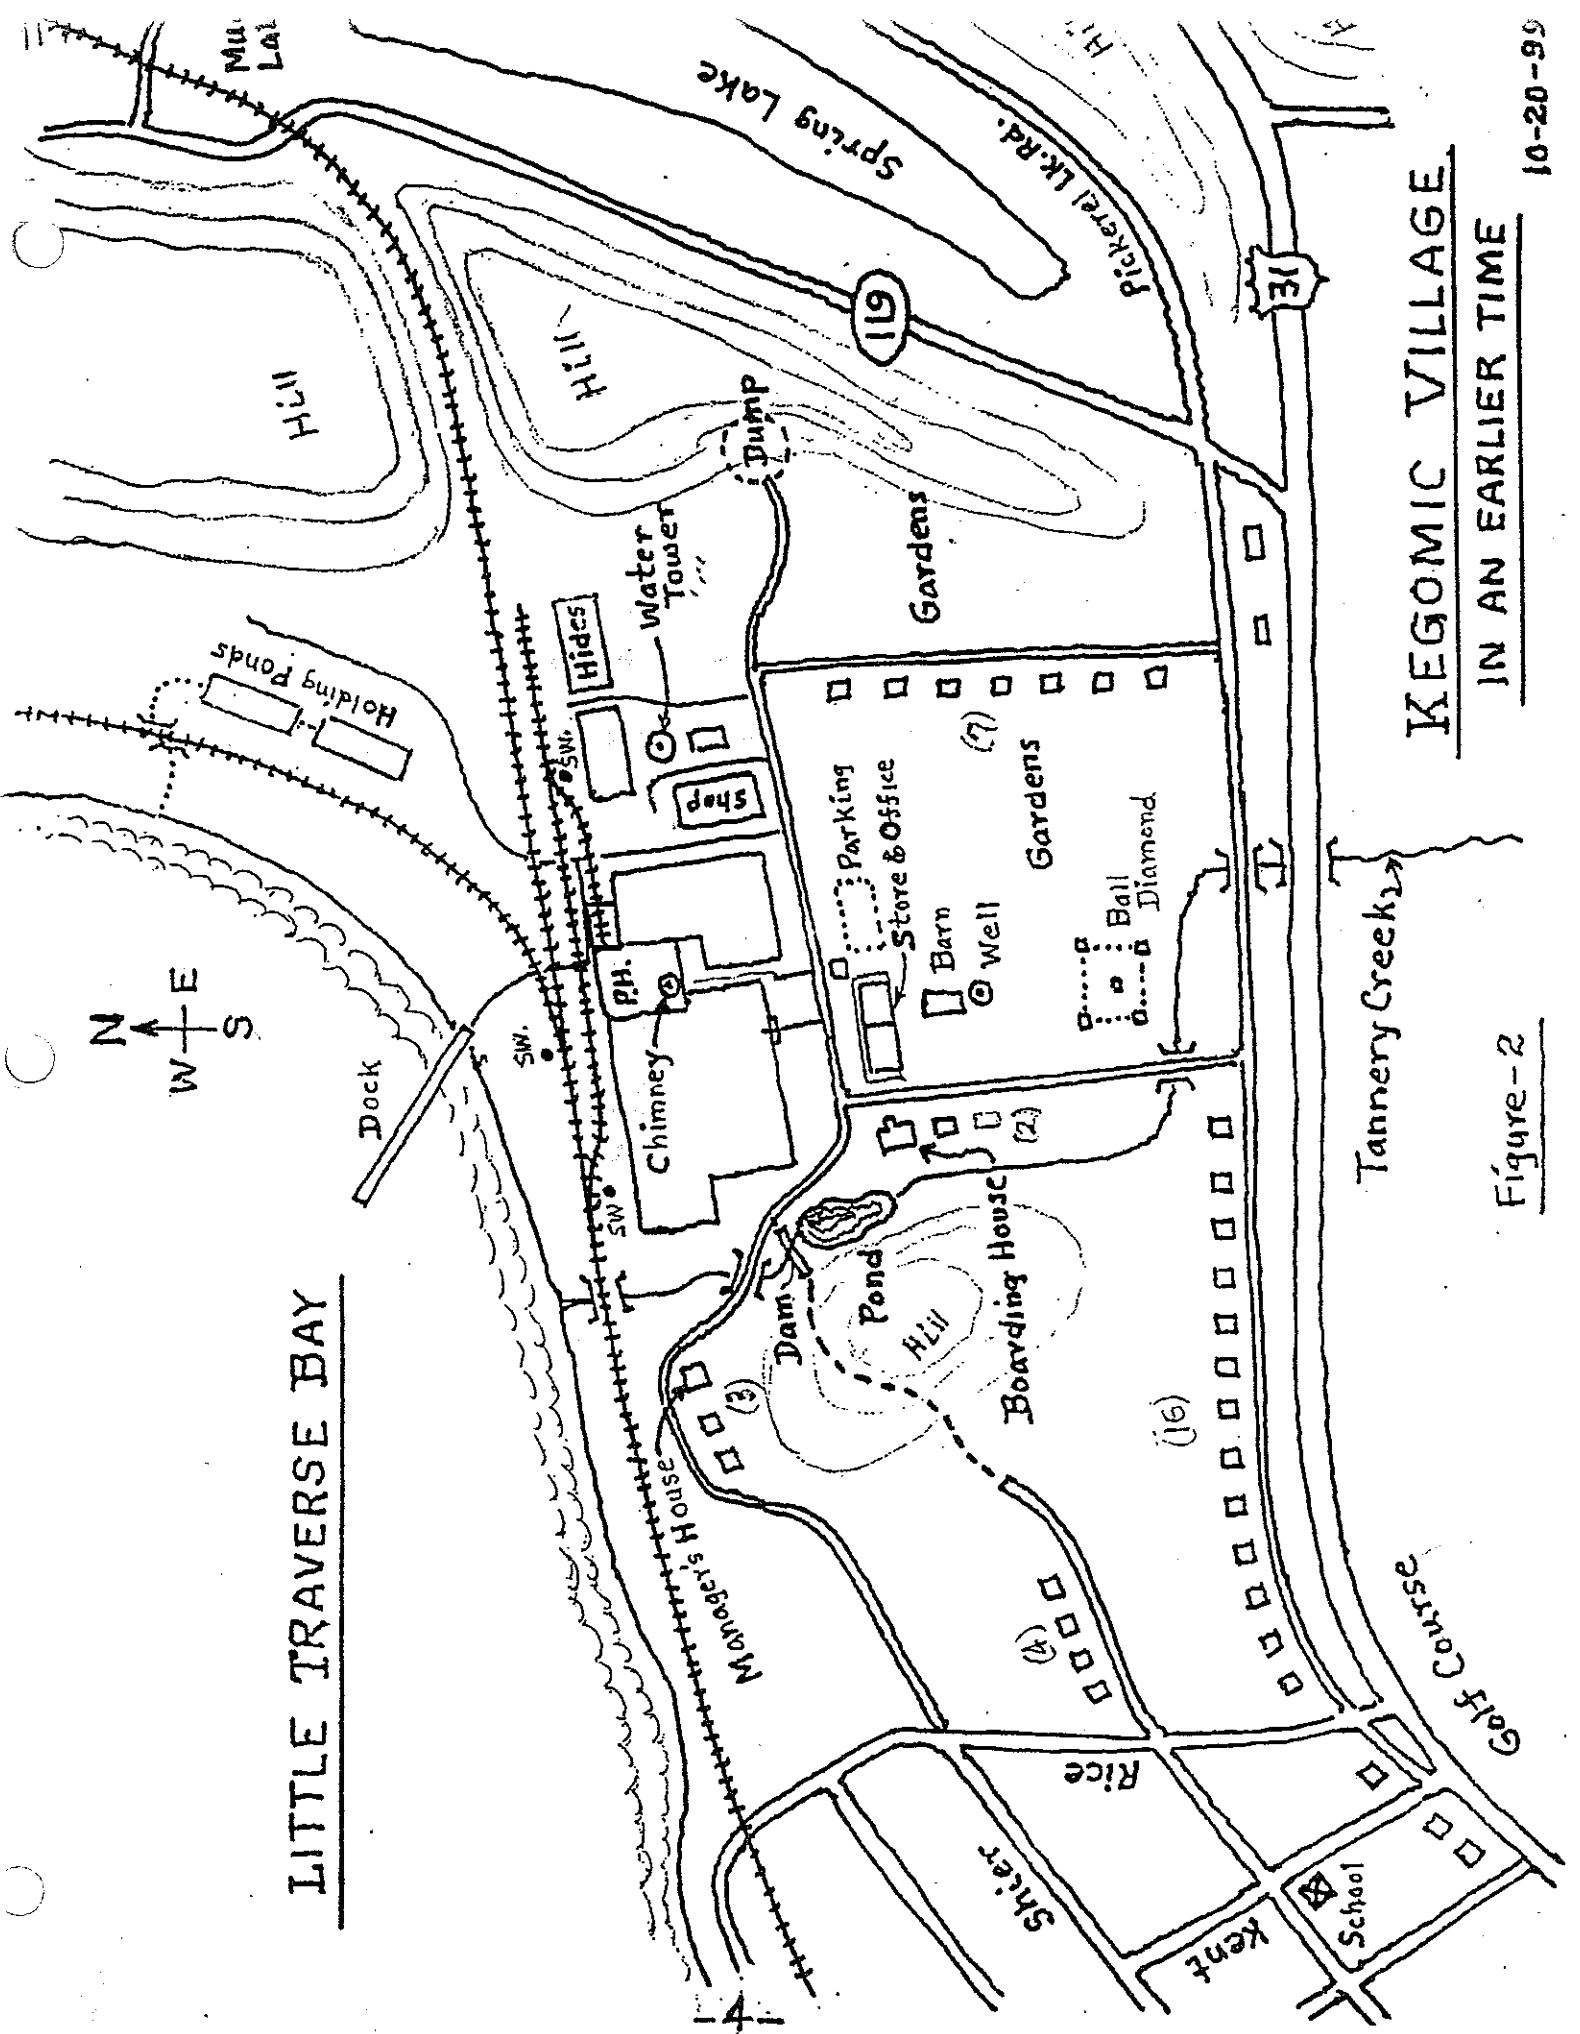 LITTLE TRAVERSE BAY
N
W E
S
Dock
Holding Ponds
Hill
Hill
Spring Lake
Pickerel LK. Rd.
119
31
Dump
Water
Tower
Hides
SW.
SW.
SW
Shop
P.H.
Chimney
Gardens
Gardens
(7)
Parking
Store & Office
Barn
Well
Ball
Diamond
(2)
Boarding House
Pond
Dam
Hill
Manager's House
(3)
(4)
(16)
Rice
Shier
Kent
School
Golf Course
Tannery Creek
KEGOMIC VILLAGE
IN AN EARLIER TIME
Figure-2
10-20-99
-4-